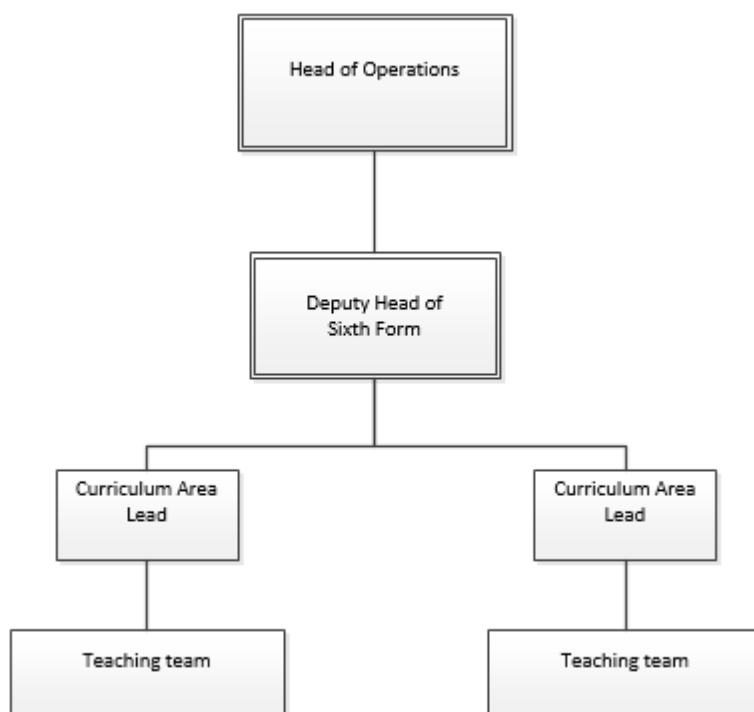 Head of Operations
Deputy Head of
Sixth Form
Curriculum Area
Lead
Curriculum Area
Lead
Teaching team
Teaching team